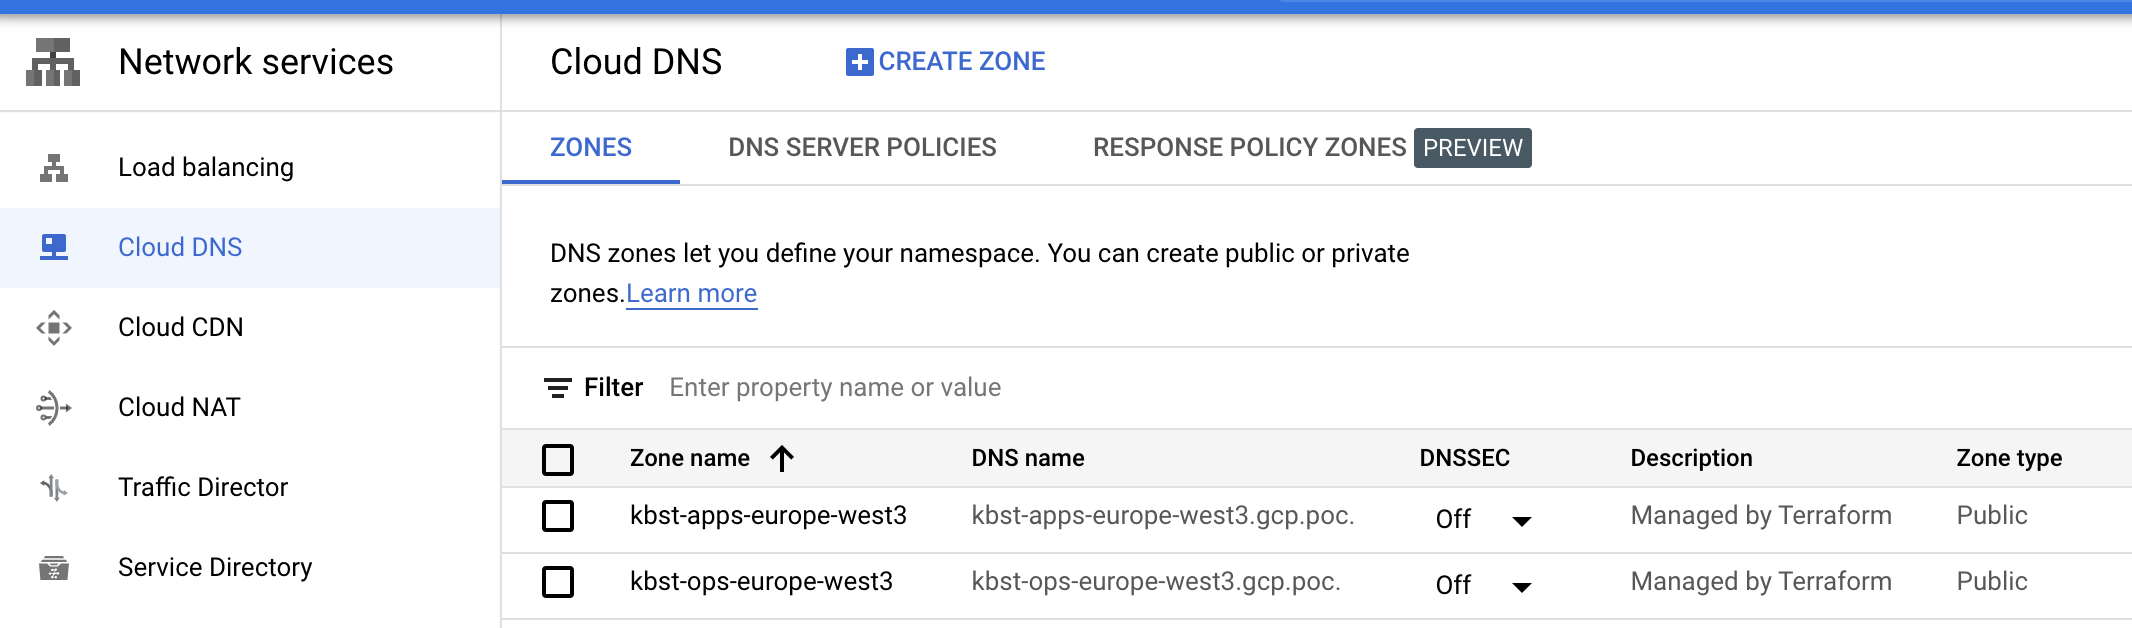 Network services
Cloud DNS
CREATE ZONE
Load balancing
Cloud DNS
Cloud CDN
Cloud NAT
Traffic Director
Service Directory
ZONES
DNS SERVER POLICIES
RESPONSE POLICY ZONES PREVIEW
DNS zones let you define your namespace. You can create public or private
zones.Learn more
Filter Enter property name or value
Zone name DNS name DNSSEC Description Zone type
kbst-apps-europe-west3 kbst-apps-europe-west3.gcp.poc. Off Managed by Terraform Public
kbst-ops-europe-west3 kbst-ops-europe-west3.gcp.poc. Off Managed by Terraform Public